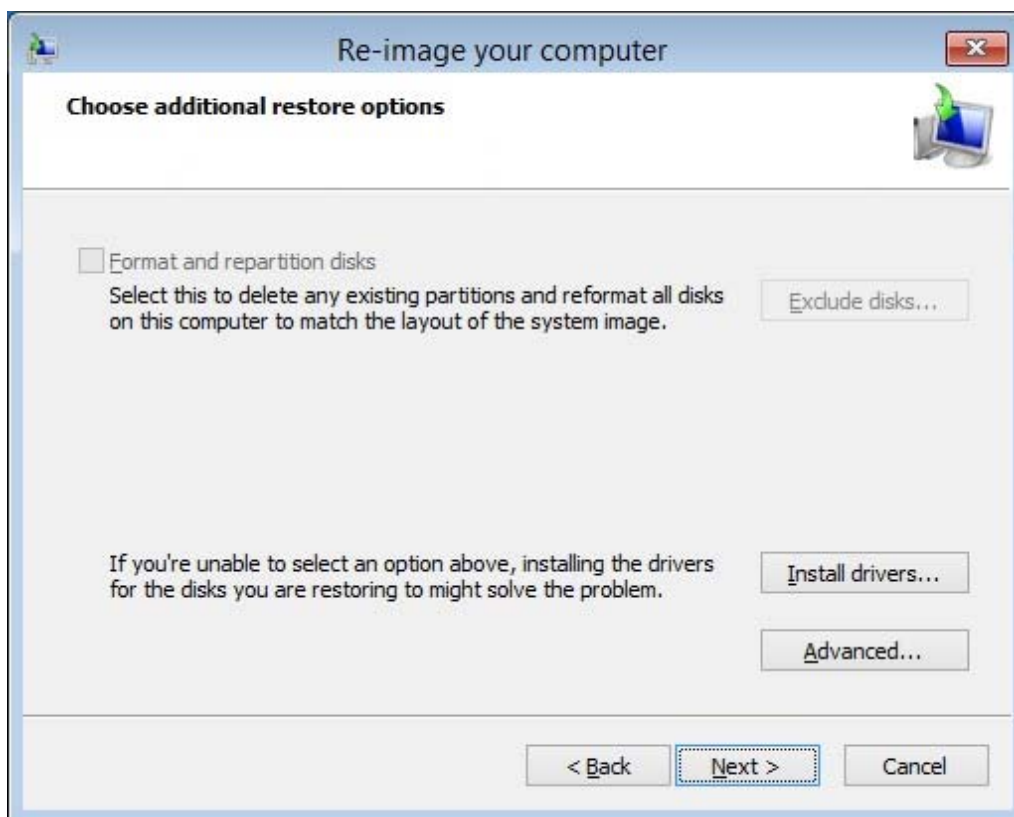 Re-image your computer
Choose additional restore options
Format and repartition disks
Select this to delete any existing partitions and reformat all disks
on this computer to match the layout of the system image.
Exclude disks...
If you're unable to select an option above, installing the drivers
for the disks you are restoring to might solve the problem.
Install drivers...
Advanced...
< Back
Next >
Cancel